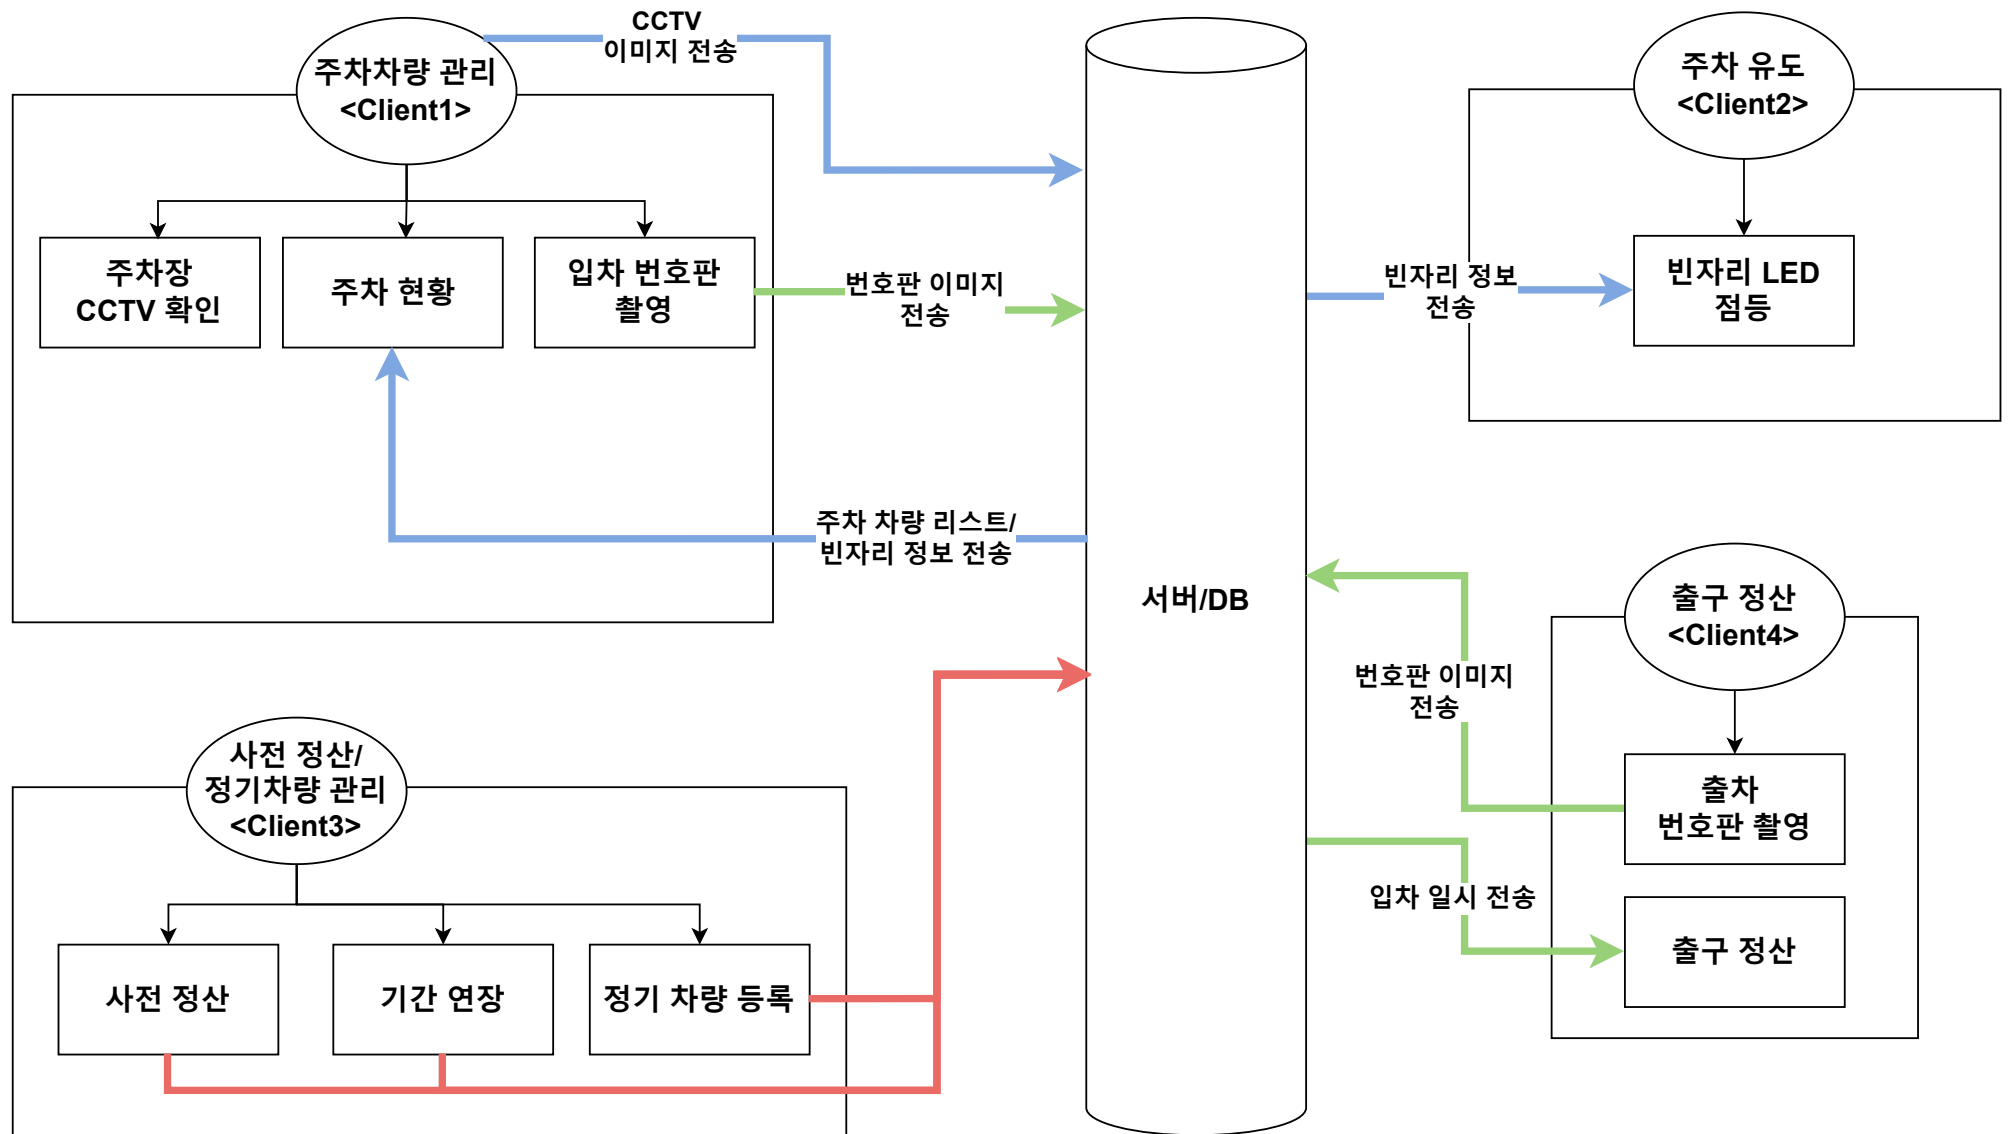 CCTV
이미지 전송
주차차량 관리
<Client1>
주차장
CCTV 확인
주차 현황
입차 번호판
촬영
번호판 이미지
전송
주차 차량 리스트/
빈자리 정보 전송
서버/DB
주차 유도
<Client2>
빈자리 정보
전송
빈자리 LED
점등
사전 정산/
정기차량 관리
<Client3>
사전 정산
기간 연장
정기 차량 등록
출구 정산
<Client4>
번호판 이미지
전송
출차
번호판 촬영
입차 일시 전송
출구 정산